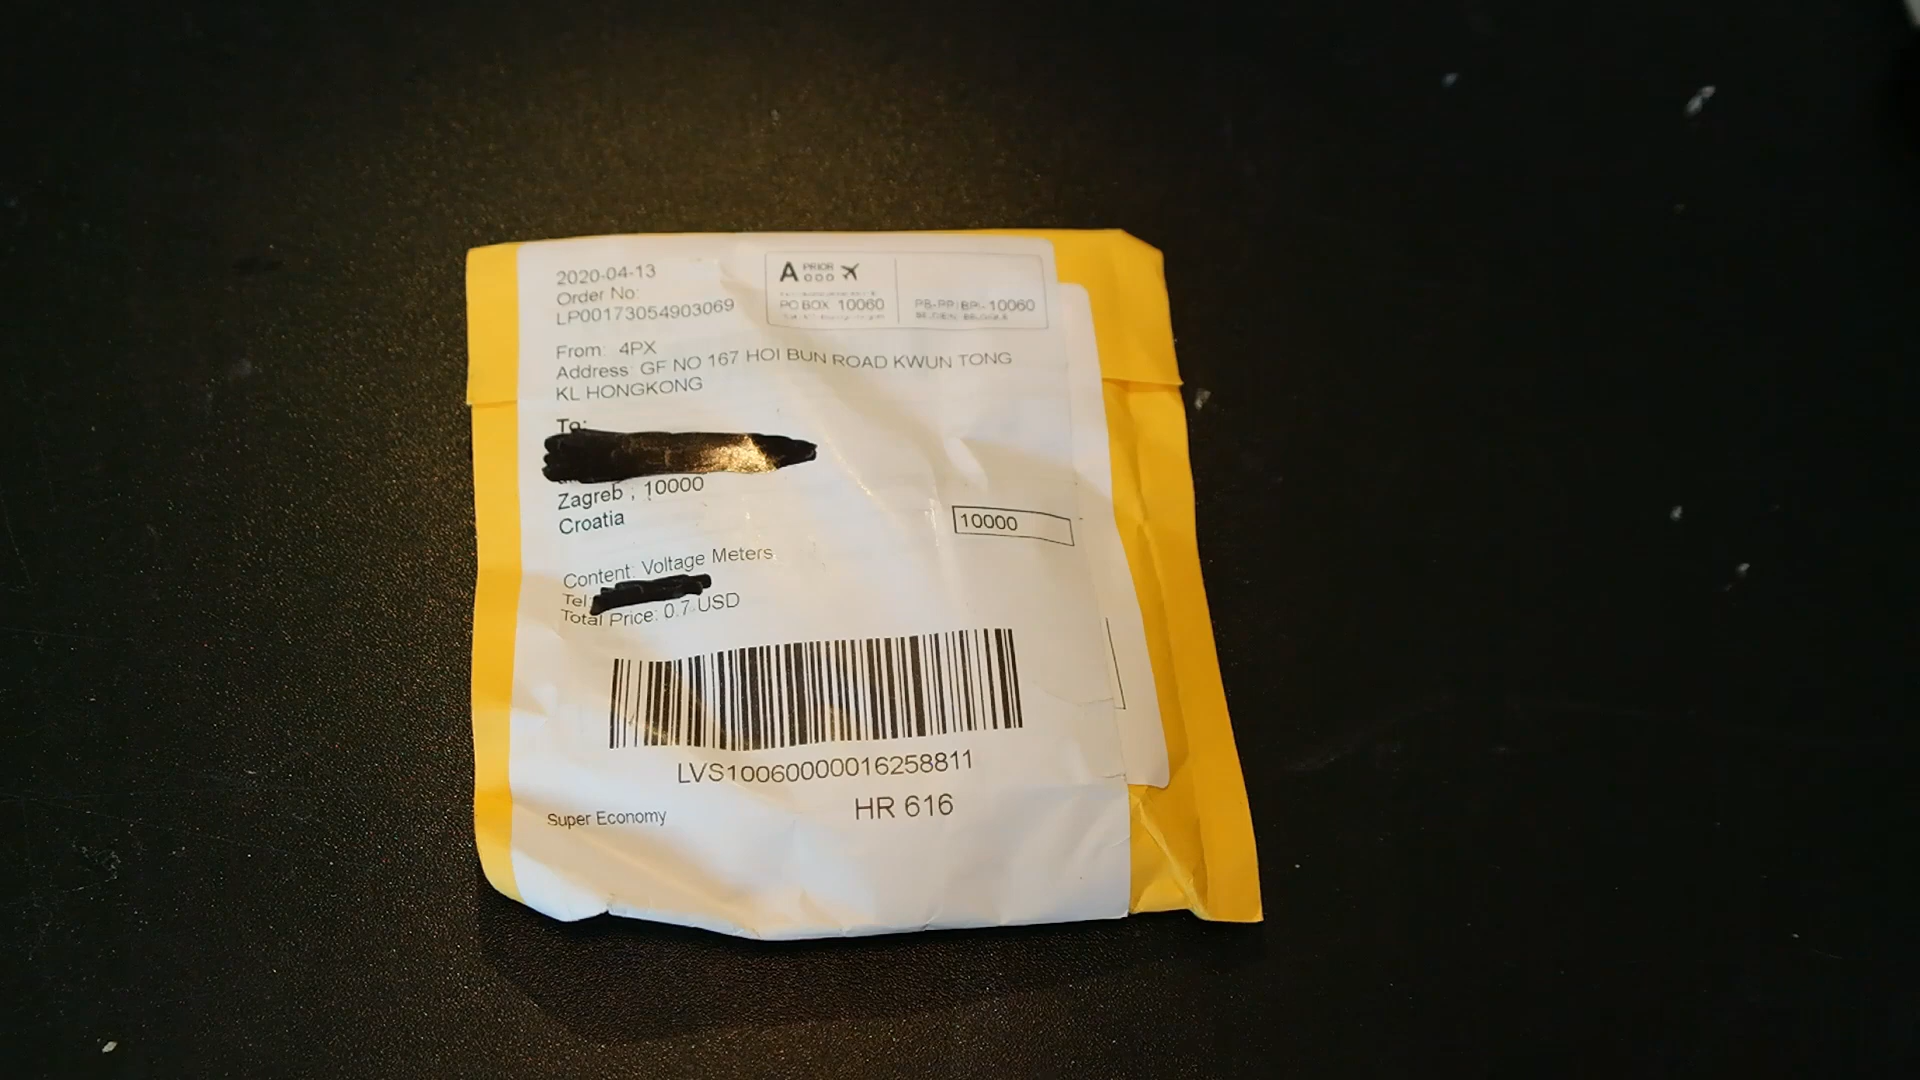 2020-04-13
Order No:
LP00173054903069
A PRIOR
PO BOX 10060
PB-PP| BPI- 10060
From: 4PX
Address: GF NO 167 HOI BUN ROAD KWUN TONG
KL HONGKONG
To:
Zagreb , 10000
Croatia
10000
Content: Voltage Meters
Tel:
Total Price: 0.7 USD
LVS10060000016258811
HR 616
Super Economy